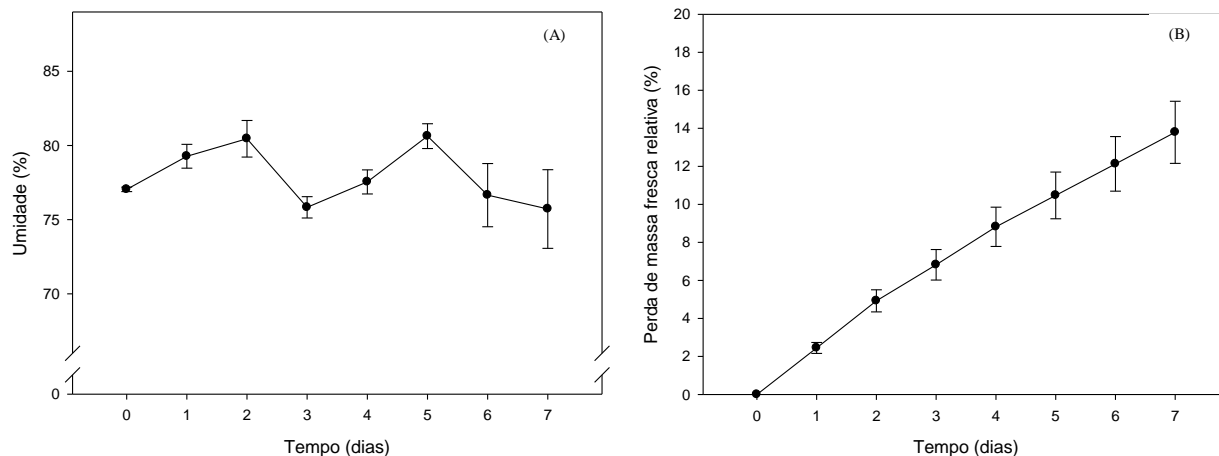 (A)
Umidade (%)
85
80
75
70
0
0 1 2 3 4 5 6 7
Tempo (dias)
(B)
Perda de massa fresca relativa (%)
20
18
16
14
12
10
8
6
4
2
0
0 1 2 3 4 5 6 7
Tempo (dias)